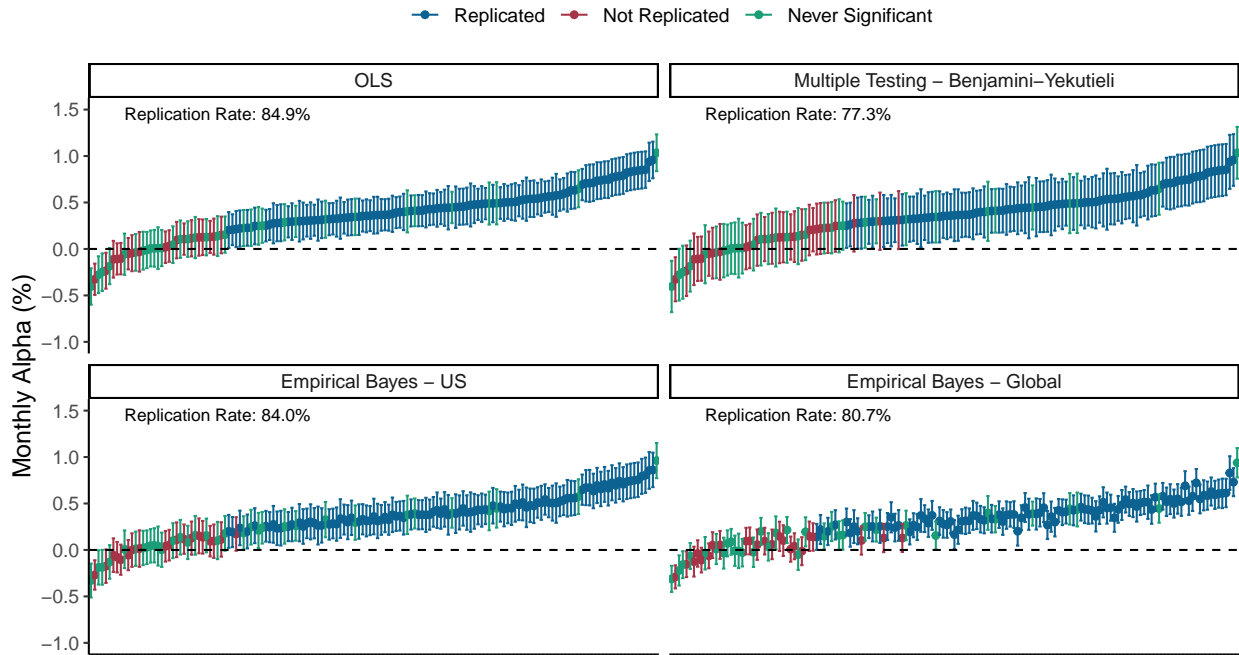 Replicated Not Replicated Never Significant
OLS
Multiple Testing − Benjamini−Yekutieli
Replication Rate: 84.9%
Replication Rate: 77.3%
1.5
1.0
0.5
0.0
−0.5
−1.0
Empirical Bayes − US
Empirical Bayes − Global
Replication Rate: 84.0%
Replication Rate: 80.7%
1.5
1.0
0.5
0.0
−0.5
−1.0
Monthly Alpha (%)